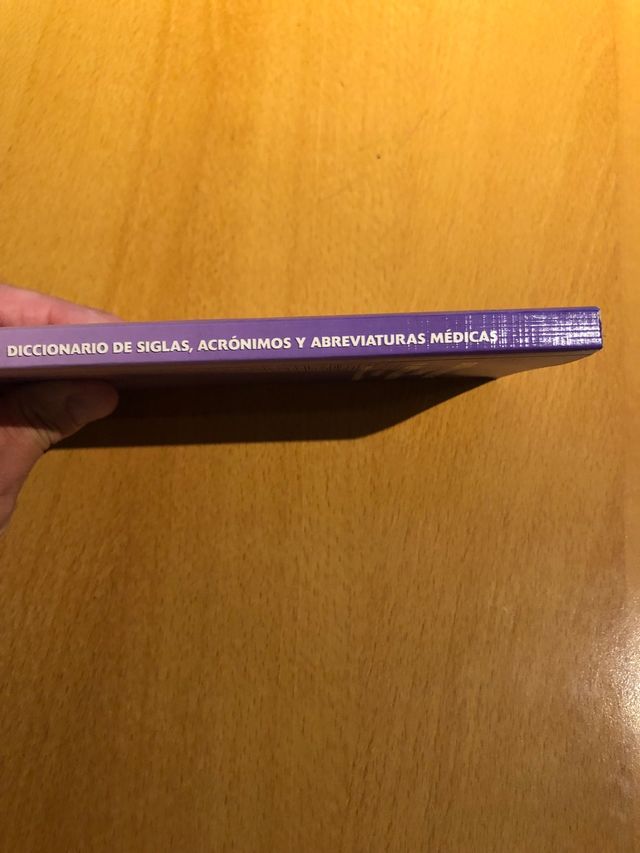 DICCIONARIO DE SIGLAS, ACRÓNIMOS Y ABREVIATURAS MÉDICAS